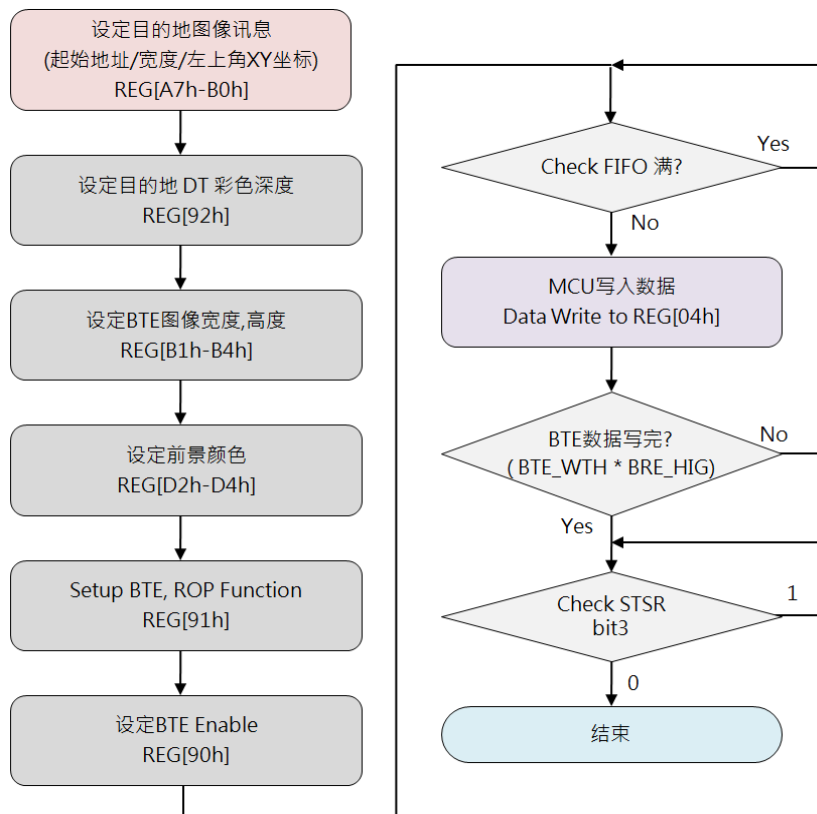 设定目的地图像讯息
(起始地址/宽度/左上角XY坐标)
REG[A7h-B0h]
设定目的地 DT 彩色深度
REG[92h]
设定BTE图像宽度,高度
REG[B1h-B4h]
设定前景颜色
REG[D2h-D4h]
Setup BTE, ROP Function
REG[91h]
设定BTE Enable
REG[90h]
Check FIFO 满?
Yes
No
MCU写入数据
Data Write to REG[04h]
BTE数据写完?
( BTE_WTH * BRE_HIG)
No
Yes
Check STSR
bit3
1
0
结束